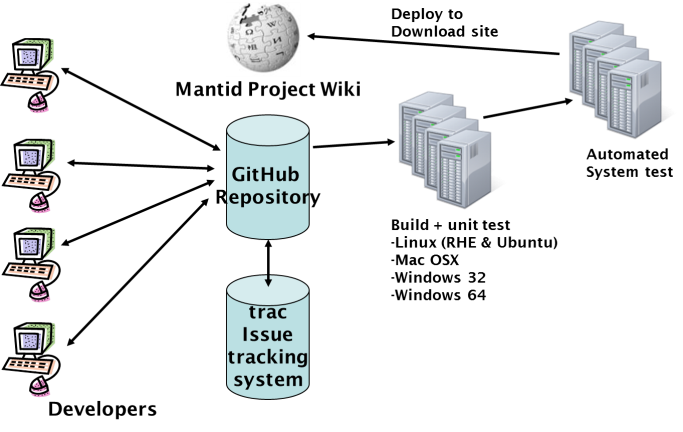 Deploy to
Download site
Mantid Project Wiki
GitHub
Repository
Automated
System test
Build + unit test
-Linux (RHE & Ubuntu)
-Mac OSX
-Windows 32
-Windows 64
trac
Issue
tracking
system
Developers